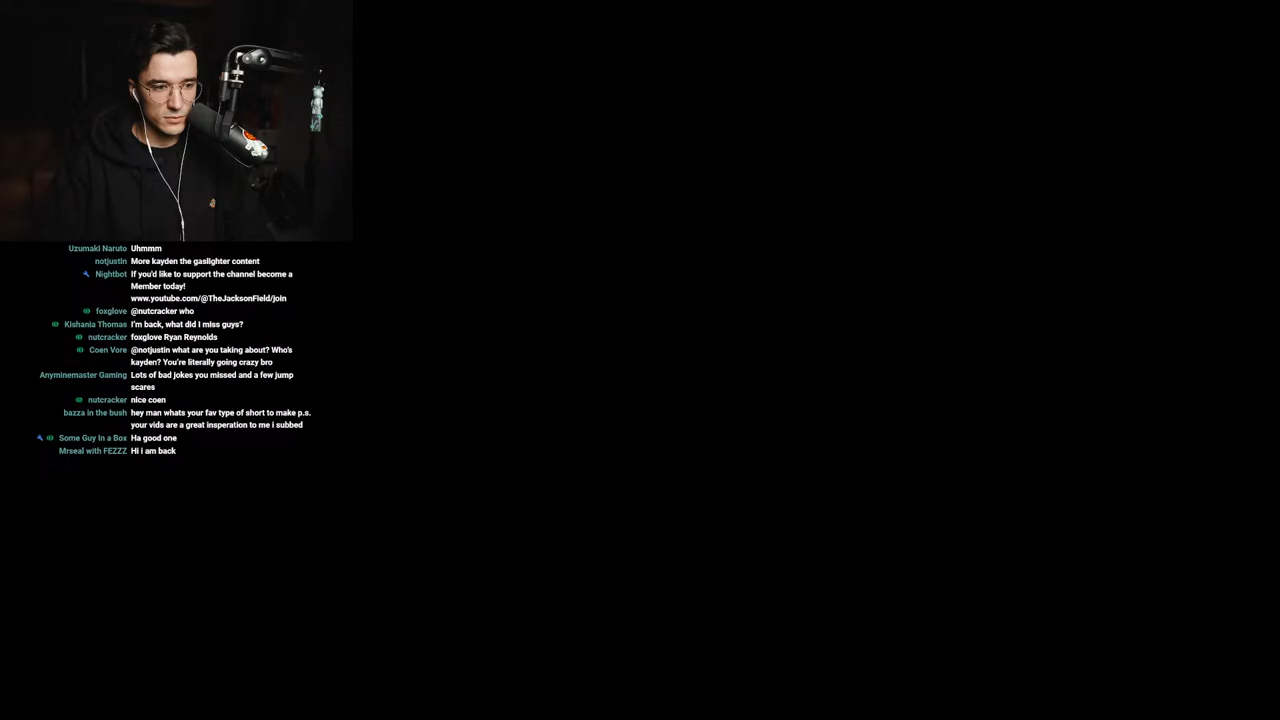 Uzumaki Naruto Uhmmm
notjustin More kayden the gaslighter content
Nightbot If you'd like to support the channel become a
Member today!
www.youtube.com/@TheJacksonField/join
foxglove @nutcracker who
Kishania Thomas I'm back, what did I miss guys?
nutcracker foxglove Ryan Reynolds
Coen Vore @notjustin what are you taking about? Who's
kayden? You're literally going crazy bro
Anyminemaster Gaming Lots of bad jokes you missed and a few jump
scares
nutcracker nice coen
bazza in the bush hey man whats your fav type of short to make p.s.
your vids are a great insperation to me i subbed
Some Guy In a Box Ha good one
Mrseal with FEZZZ Hi i am back